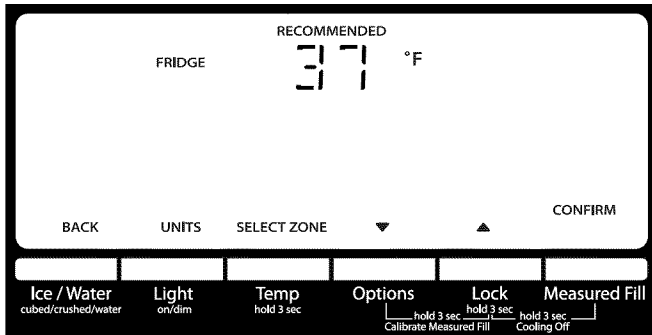 RECOMMENDED
FRIDGE 37 °F
BACK UNITS SELECT ZONE ▼ ▲ CONFIRM
Ice / Water Light Temp Options Lock Measured Fill
cubed/crushed/water on/dim hold 3 sec hold 3 sec hold 3 sec hold 3 sec
Calibrate Measured Fill Cooling Off